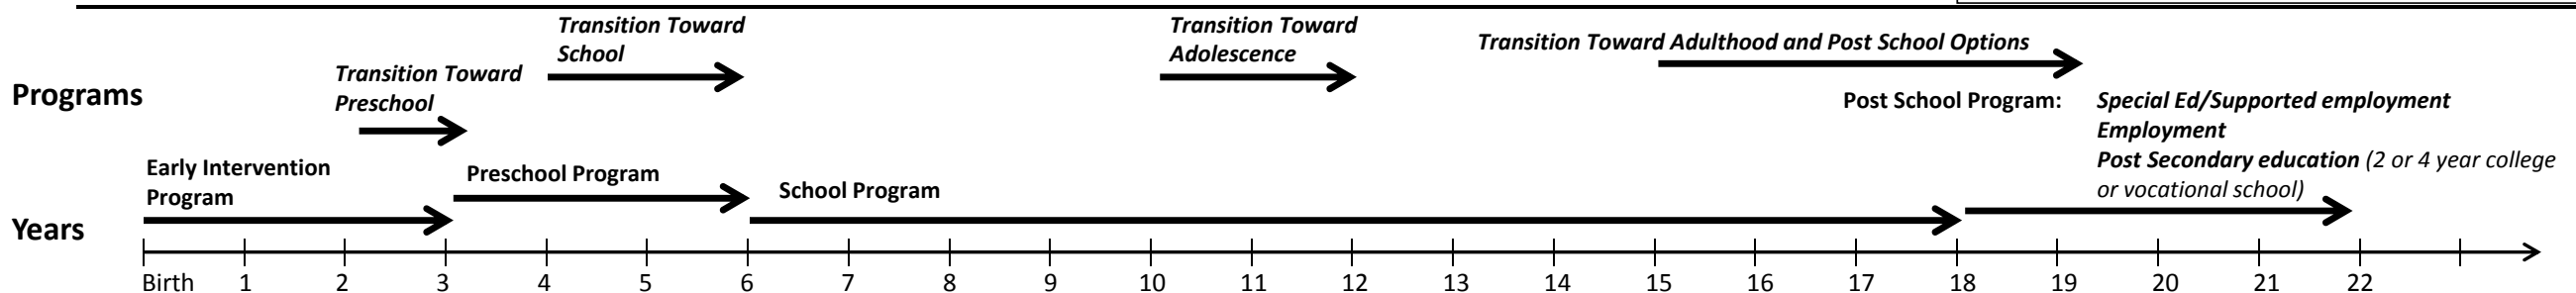 Transition Toward
School
Transition Toward
Adolescence
Transition Toward Adulthood and Post School Options
Transition Toward
Preschool
Programs
Post School Program:
Special Ed/Supported employment
Employment
Post Secondary education (2 or 4 year college
or vocational school)
Early Intervention
Program
Preschool Program
School Program
Years
Birth 1 2 3 4 5 6 7 8 9 10 11 12 13 14 15 16 17 18 19 20 21 22